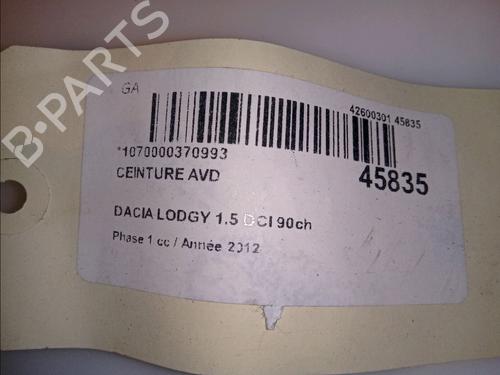 B-PARTS
GA
42600301 45835
*1070000370993
CEINTURE AVD
45835
DACIA LODGY 1.5 DCI 90ch
Phase 1 cc / Année 2012